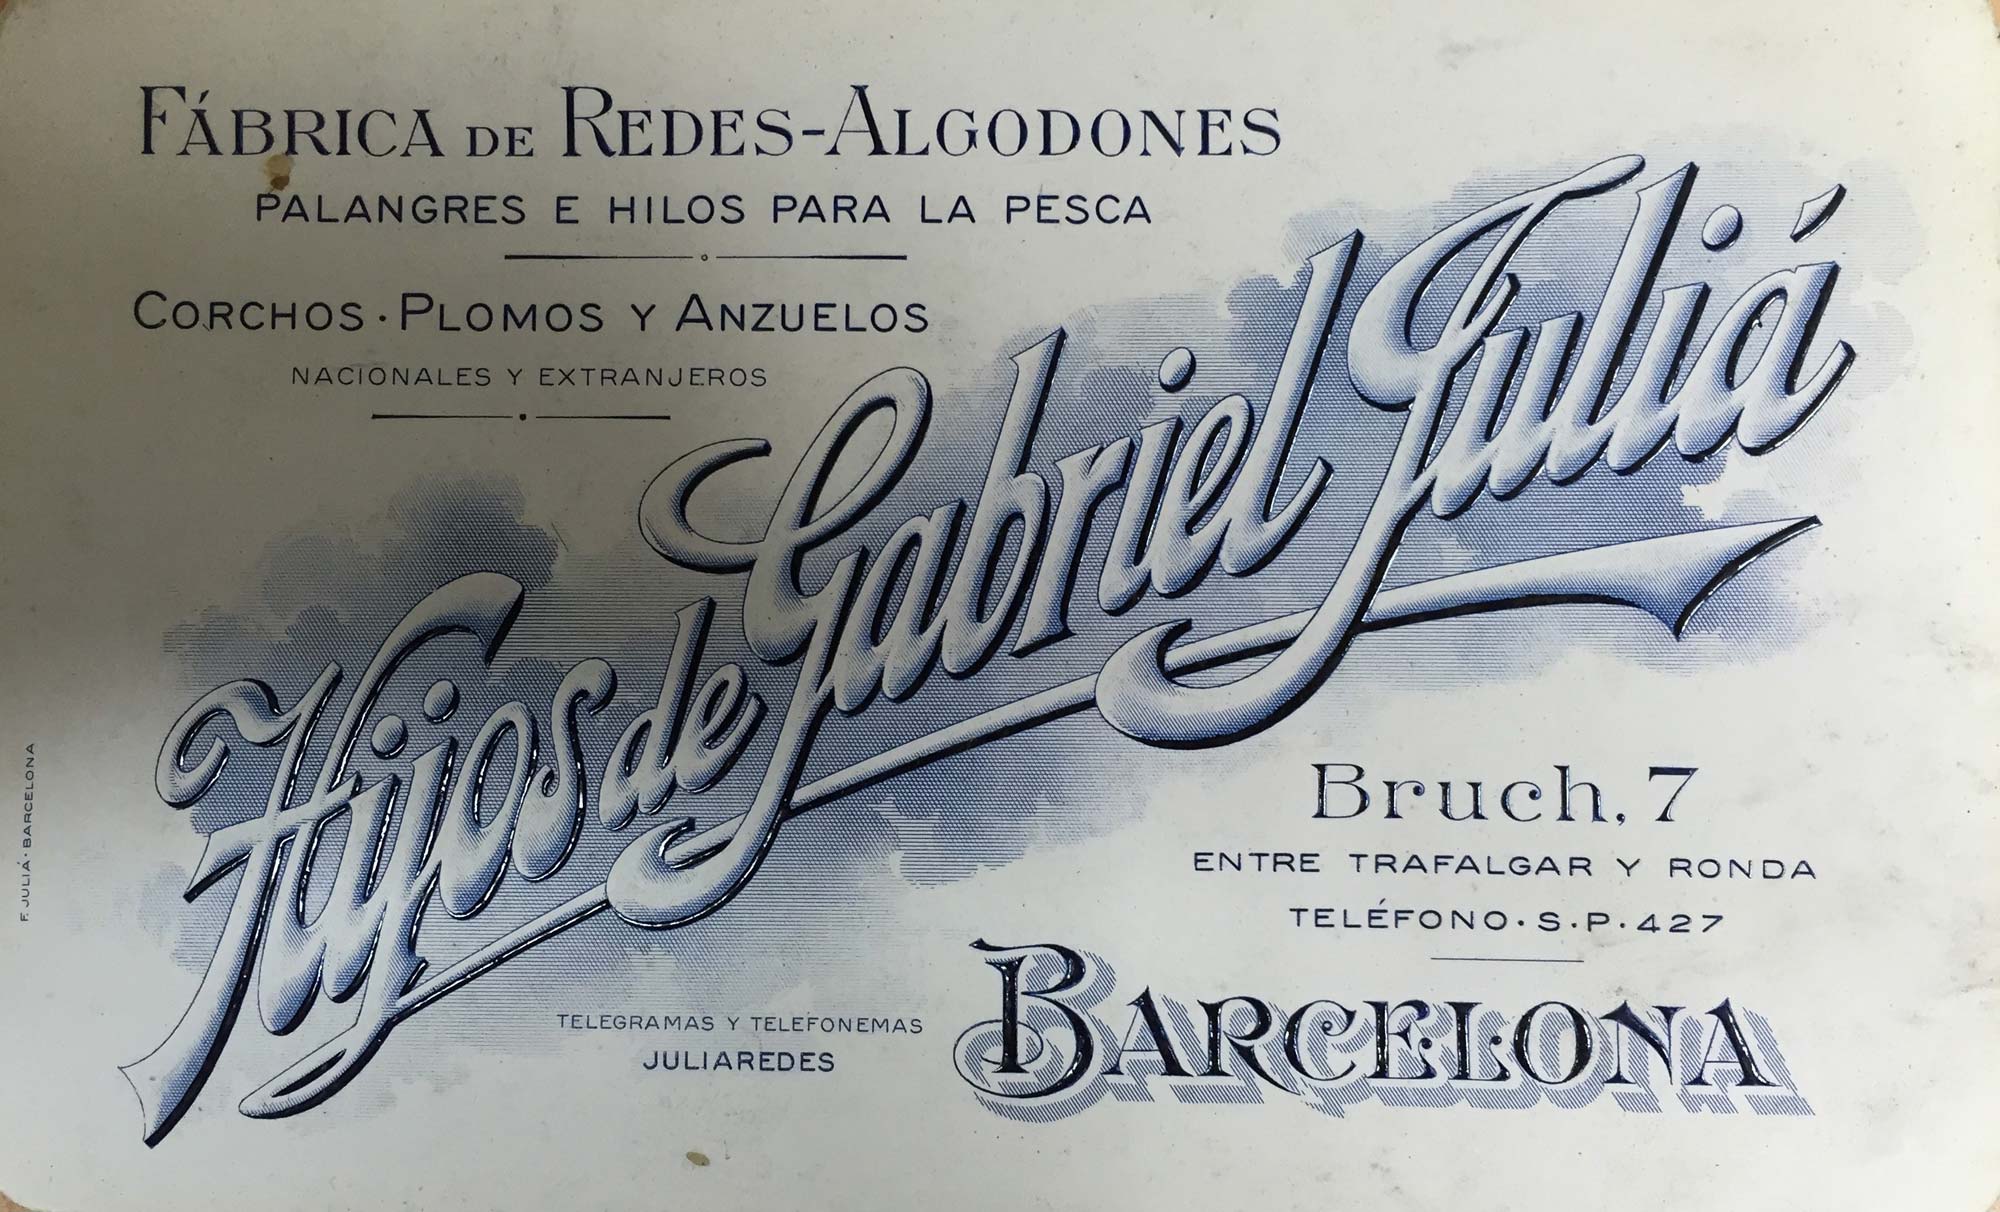 FÁBRICA DE REDES-ALGODONES
PALANGRES E HILOS PARA LA PESCA
CORCHOS · PLOMOS Y ANZUELOS
NACIONALES Y EXTRANJEROS
Hijos de Gabriel Juliá
Bruch, 7
ENTRE TRAFALGAR Y RONDA
TELÉFONO · S. P. 427
BARCELONA
TELEGRAMAS Y TELEFONEMAS
JULIAREDES
F. JULIÁ · BARCELONA